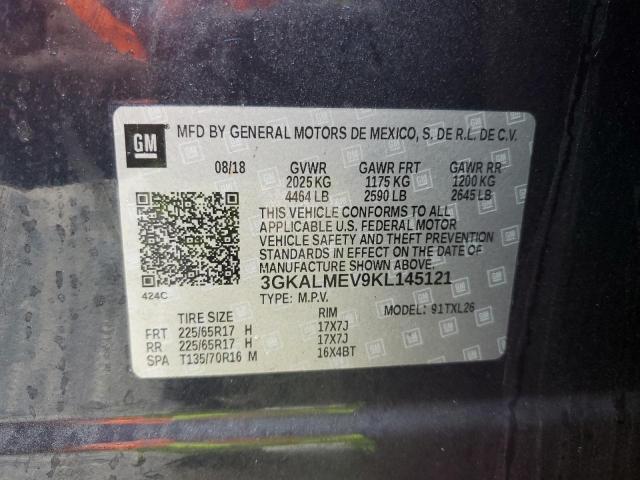 GM MFD BY GENERAL MOTORS DE MEXICO, S. DE R.L. DE C.V.
08/18 GVWR GAWR FRT GAWR RR
2025 KG 1175 KG 1200 KG
4464 LB 2590 LB 2645 LB
THIS VEHICLE CONFORMS TO ALL
APPLICABLE U.S. FEDERAL MOTOR
VEHICLE SAFETY AND THEFT PREVENTION
STANDARDS IN EFFECT ON THE DATE OF
MANUFACTURE SHOWN ABOVE.
3GKALMEV9KL145121
424C
TYPE: M.P.V. MODEL: 91TXL26
TIRE SIZE RIM
FRT 225/65R17 H 17X7J
RR 225/65R17 H 17X7J
SPA T135/70R16 M 16X4BT